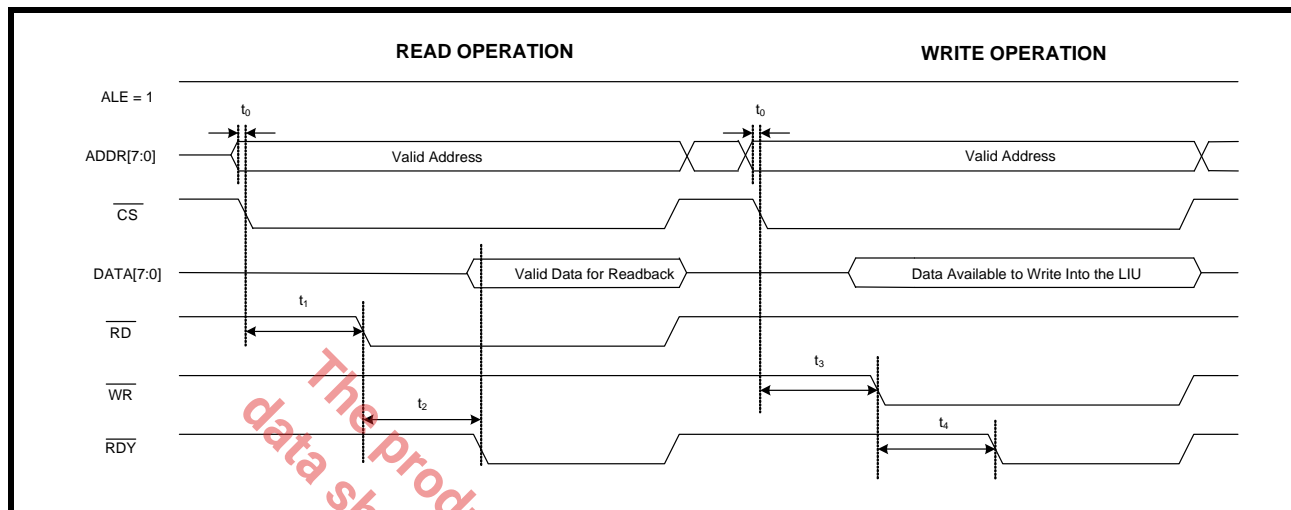 READ OPERATION WRITE OPERATION
ALE = 1
t0 t0
ADDR[7:0] Valid Address Valid Address
CS
DATA[7:0] Valid Data for Readback Data Available to Write Into the LIU
t1
RD
t3
WR
t2 t4
RDY
The produ
data sh